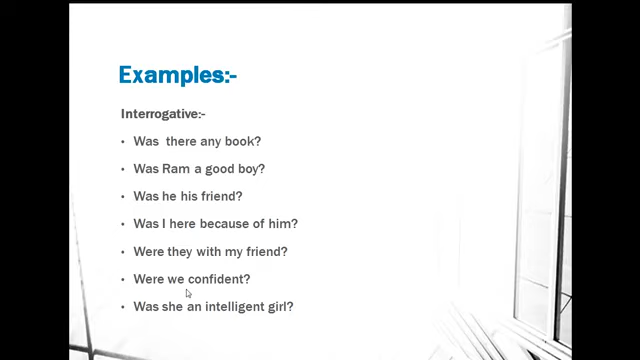 Examples:-
Interrogative:-
• Was there any book?
• Was Ram a good boy?
• Was he his friend?
• Was I here because of him?
• Were they with my friend?
• Were we confident?
• Was she an intelligent girl?